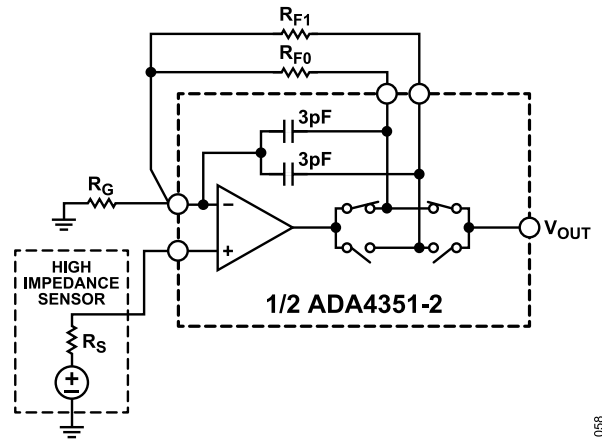 RF1
RF0
3pF
3pF
RG
−
+
VOUT
HIGH
IMPEDANCE
SENSOR
1/2 ADA4351-2
RS
+
−
058